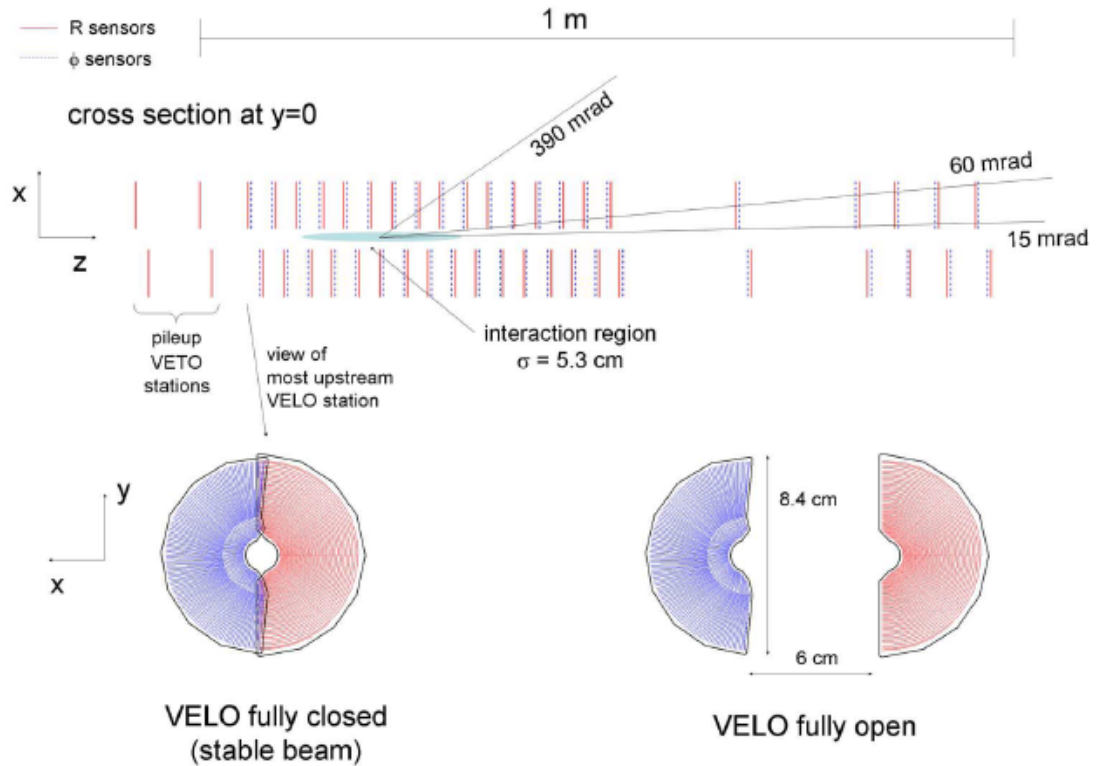 R sensors
1 m
ϕ sensors
cross section at y=0
390 mrad
60 mrad
x
15 mrad
z
interaction region
σ = 5.3 cm
pileup
VETO
stations
view of
most upstream
VELO station
y
x
8.4 cm
6 cm
VELO fully closed
(stable beam)
VELO fully open